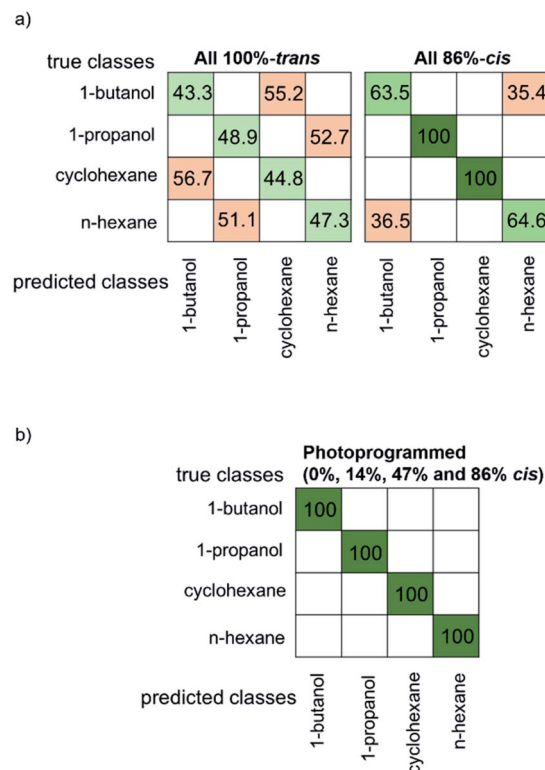 a)
true classes
All 100%-trans
All 86%-cis
1-butanol
43.3
55.2
63.5
35.4
1-propanol
48.9
52.7
100
cyclohexane
56.7
44.8
100
n-hexane
51.1
47.3
36.5
64.6
predicted classes
1-butanol
1-propanol
cyclohexane
n-hexane
1-butanol
1-propanol
cyclohexane
n-hexane
b)
true classes
Photoprogrammed
(0%, 14%, 47% and 86% cis)
1-butanol
100
1-propanol
100
cyclohexane
100
n-hexane
100
predicted classes
1-butanol
1-propanol
cyclohexane
n-hexane